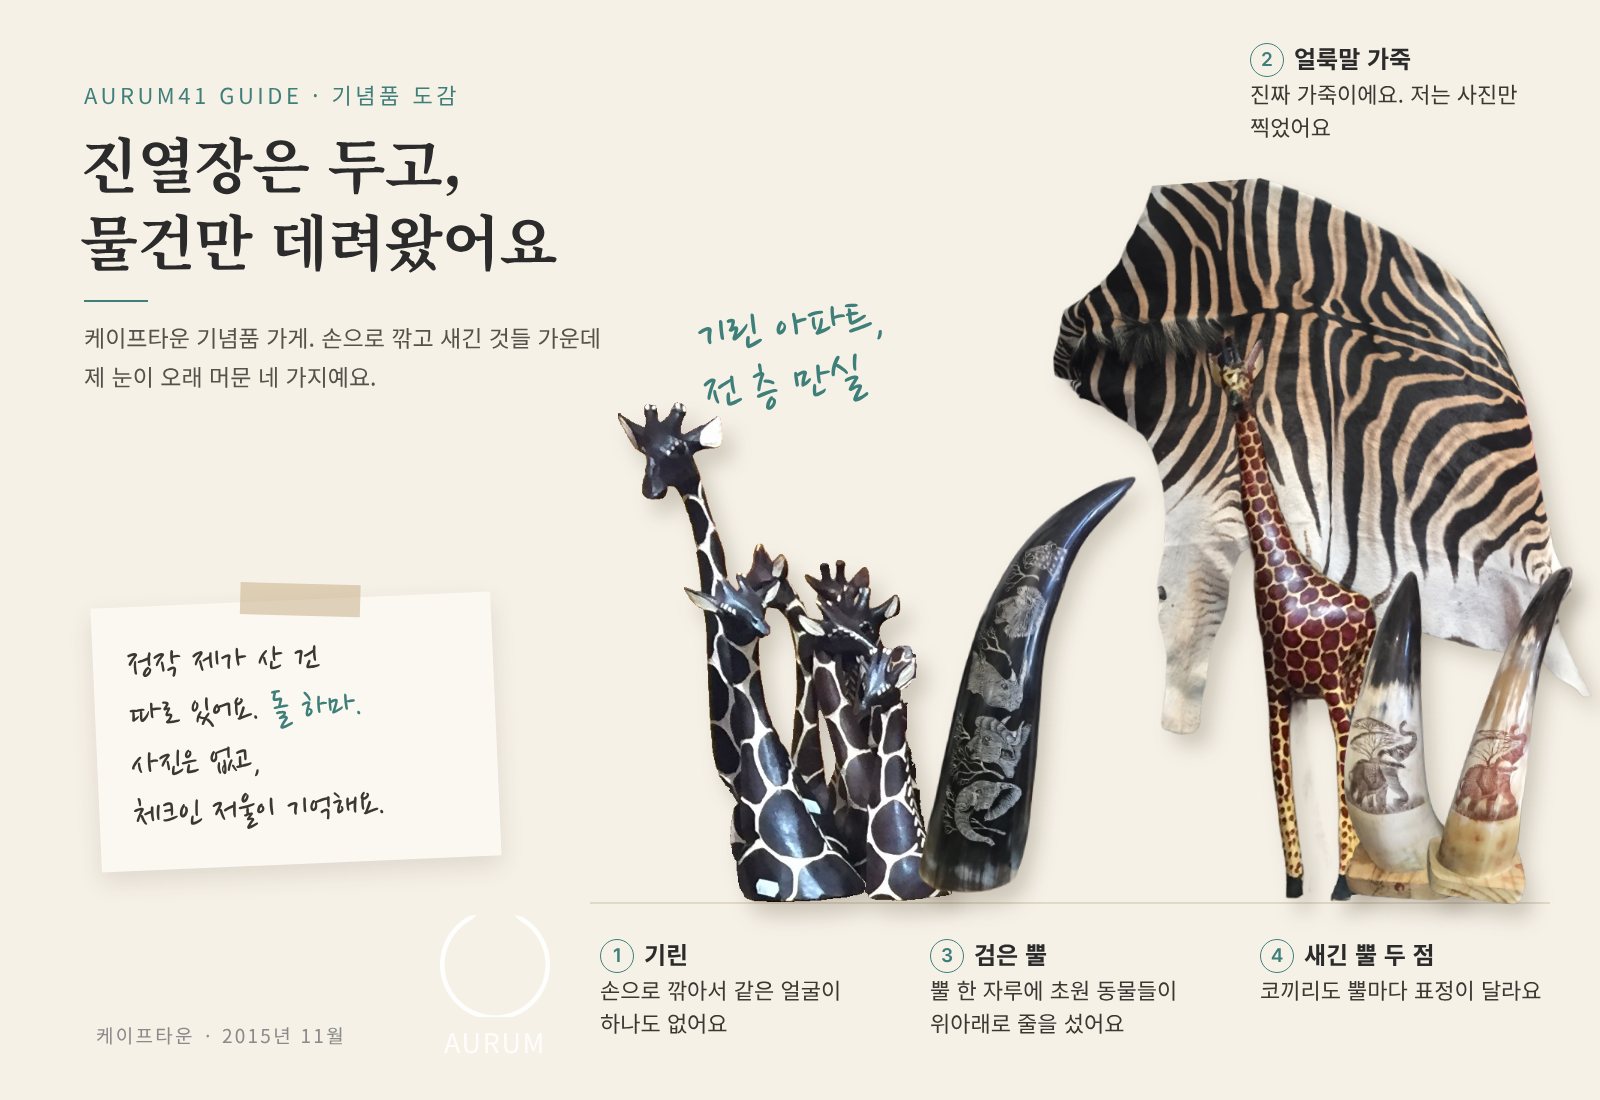 AURUM41 GUIDE · 기념품 도감
진열장은 두고,
물건만 데려왔어요
케이프타운 기념품 가게. 손으로 깎고 새긴 것들 가운데
제 눈이 오래 머문 네 가지예요.
2 얼룩말 가죽
진짜 가죽이에요. 저는 사진만
찍었어요
기린 아파트,
전 층 만실
정작 제가 산 건
따로 있어요. 돌 하마.
사진은 없고,
체크인 저울이 기억해요.
1 기린
손으로 깎아서 같은 얼굴이
하나도 없어요
3 검은 뿔
뿔 한 자루에 초원 동물들이
위아래로 줄을 섰어요
4 새긴 뿔 두 점
코끼리도 뿔마다 표정이 달라요
케이프타운 · 2015년 11월
AURUM